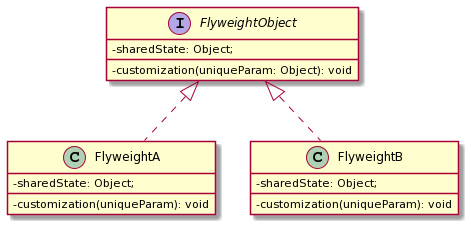 I FlyweightObject
-sharedState: Object;
-customization(uniqueParam: Object): void
C FlyweightA
-sharedState: Object;
-customization(uniqueParam): void
C FlyweightB
-sharedState: Object;
-customization(uniqueParam): void